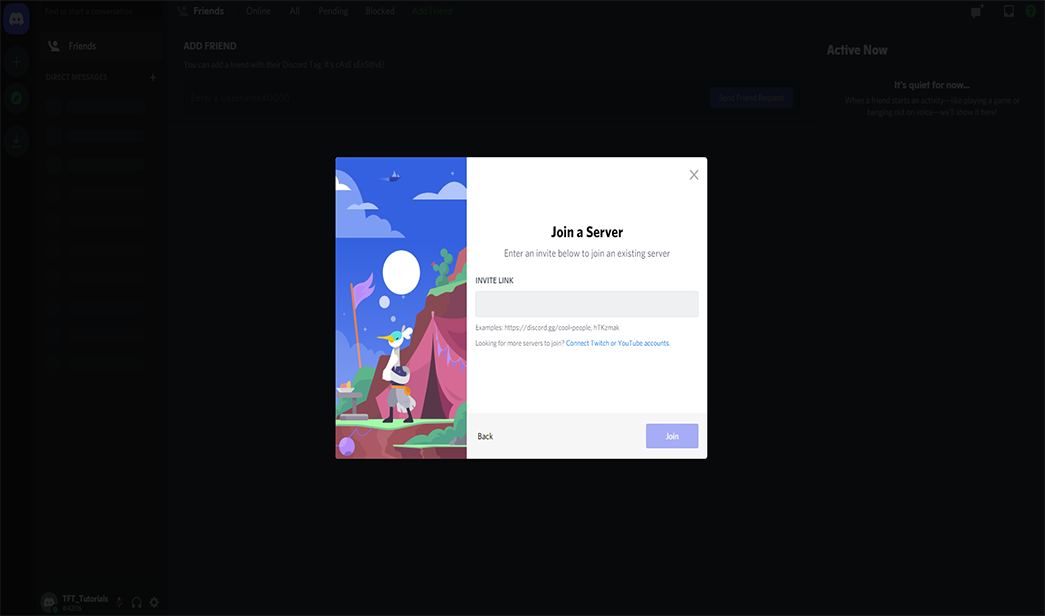 Find or start a conversation
Friends
Online
All
Pending
Blocked
Add Friend
Friends
DIRECT MESSAGES
ADD FRIEND
You can add a friend with their Discord Tag. It's cAsE sEnSitIvE!
Enter a Username#0000
Send Friend Request
Active Now
It's quiet for now...
When a friend starts an activity—like playing a game or
hanging out on voice—we'll show it here!
Join a Server
Enter an invite below to join an existing server
INVITE LINK
Examples: https://discord.gg/cool-people, hTKzmak
Looking for more servers to join? Connect Twitch or YouTube accounts.
Back
Join
TFT_Tutorials